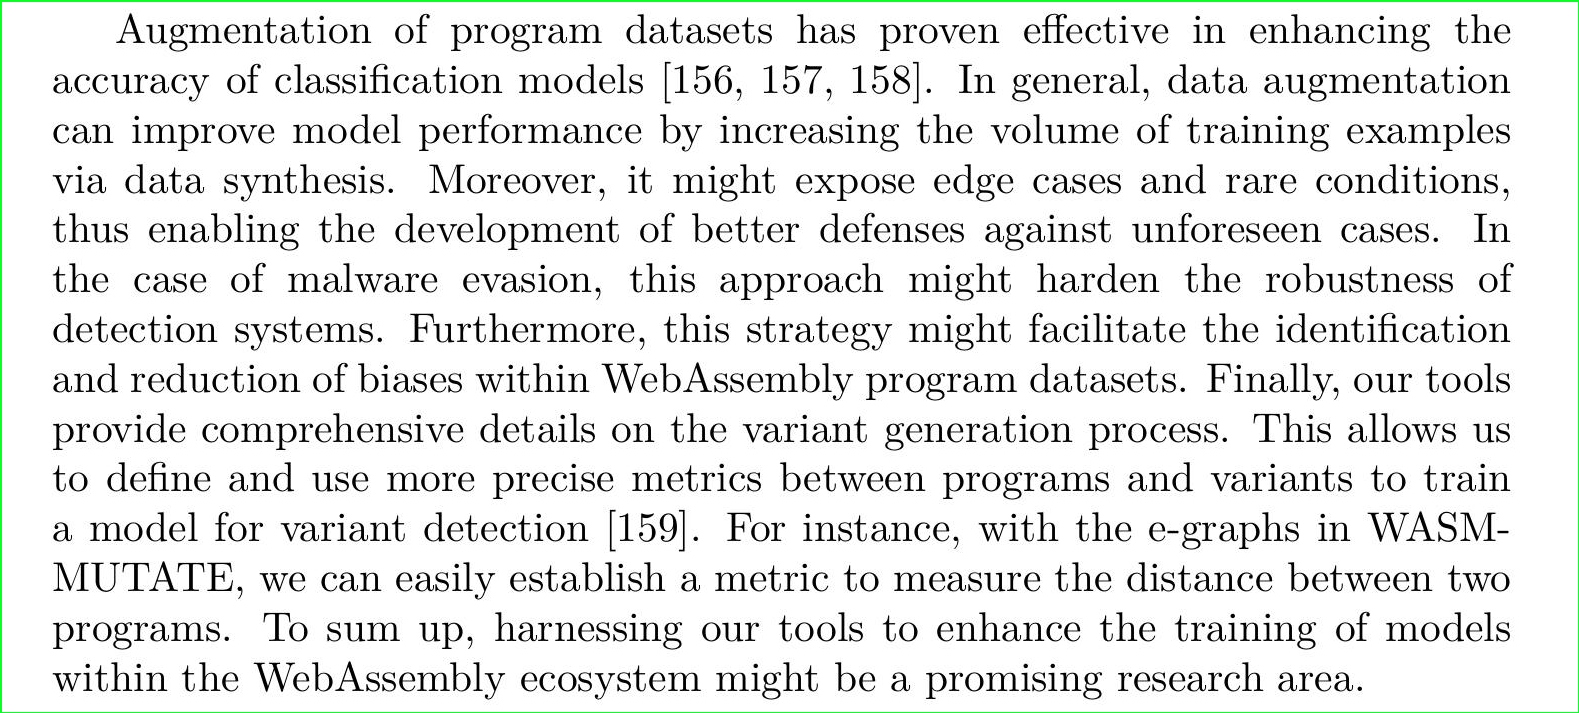 Augmentation of program datasets has proven effective in enhancing the
accuracy of classification models [156, 157, 158]. In general, data augmentation
can improve model performance by increasing the volume of training examples
via data synthesis. Moreover, it might expose edge cases and rare conditions,
thus enabling the development of better defenses against unforeseen cases. In
the case of malware evasion, this approach might harden the robustness of
detection systems. Furthermore, this strategy might facilitate the identification
and reduction of biases within WebAssembly program datasets. Finally, our tools
provide comprehensive details on the variant generation process. This allows us
to define and use more precise metrics between programs and variants to train
a model for variant detection [159]. For instance, with the e-graphs in WASM-
MUTATE, we can easily establish a metric to measure the distance between two
programs. To sum up, harnessing our tools to enhance the training of models
within the WebAssembly ecosystem might be a promising research area.